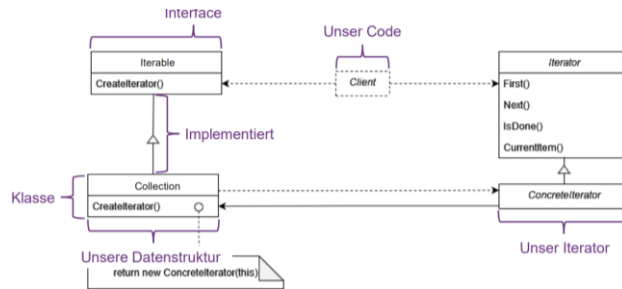 Interface
Unser Code
Iterable
CreateIterator()
Client
Iterator
First()
Next()
IsDone()
CurrentItem()
Implementiert
Klasse
Collection
CreateIterator()
ConcreteIterator
Unsere Datenstruktur
Unser Iterator
return new ConcreteIterator(this)